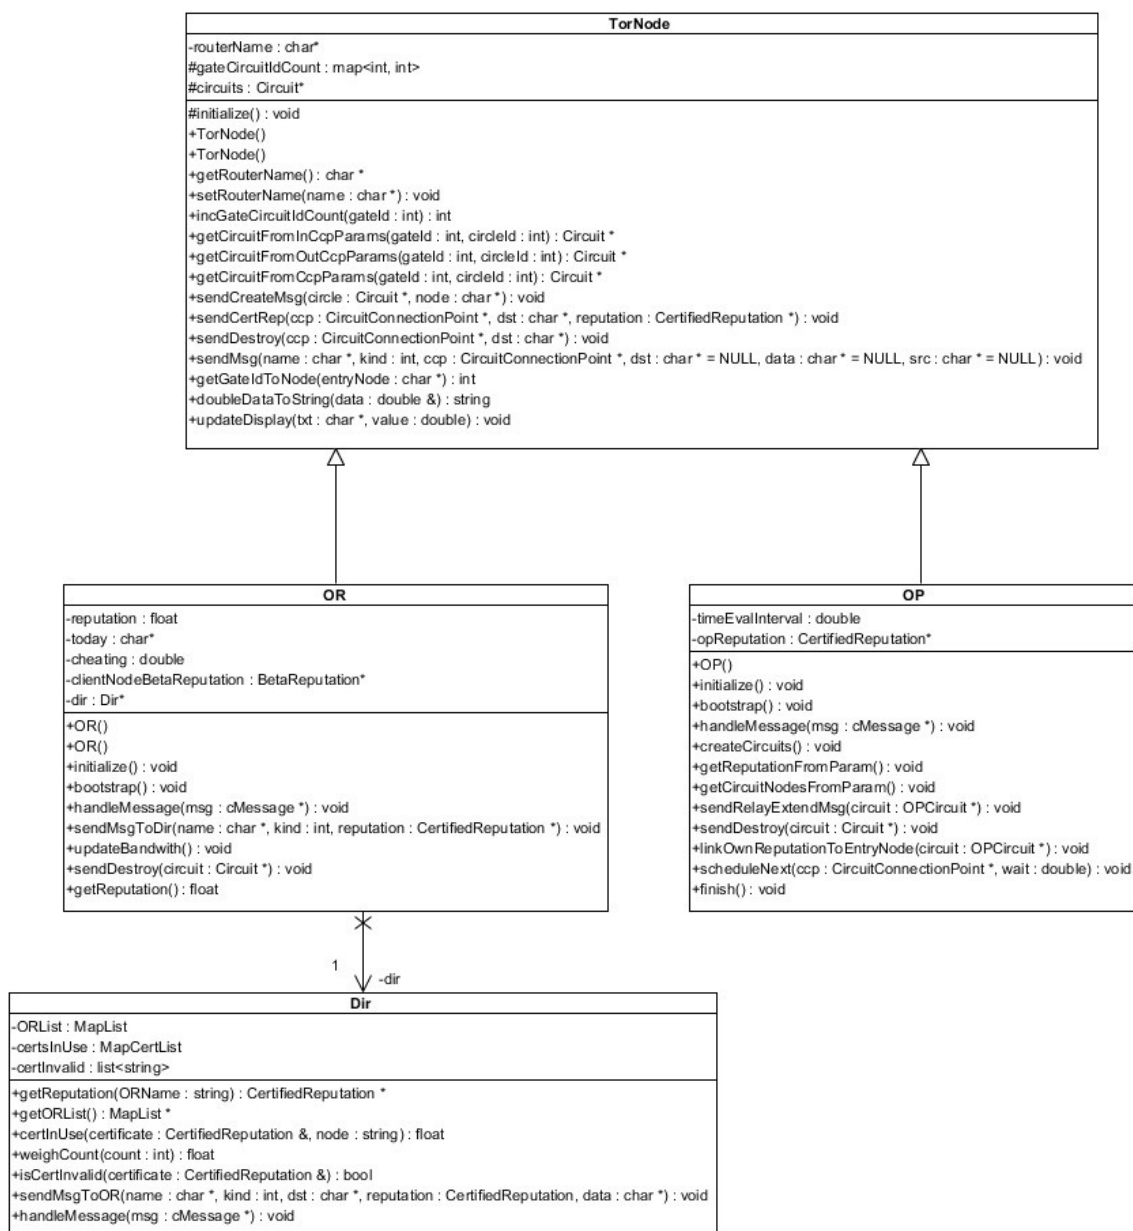 TorNode
-routerName : char*
#gateCircuitIdCount : map<int, int>
#circuits : Circuit*
#initialize() : void
+TorNode()
+TorNode()
+getRouterName() : char *
+setRouterName(name : char *) : void
+incGateCircuitIdCount(gateId : int) : int
+getCircuitFromInCcpParams(gateId : int, circleId : int) : Circuit *
+getCircuitFromOutCcpParams(gateId : int, circleId : int) : Circuit *
+getCircuitFromCcpParams(gateId : int, circleId : int) : Circuit *
+sendCreateMsg(circle : Circuit *, node : char *) : void
+sendCertRep(ccp : CircuitConnectionPoint *, dst : char *, reputation : CertifiedReputation *) : void
+sendDestroy(ccp : CircuitConnectionPoint *, dst : char *) : void
+sendMsg(name : char *, kind : int, ccp : CircuitConnectionPoint *, dst : char * = NULL, data : char * = NULL, src : char * = NULL) : void
+getGateIdToNode(entryNode : char *) : int
+doubleDataToString(data : double &) : string
+updateDisplay(txt : char *, value : double) : void
OR
-reputation : float
-today : char*
-cheating : double
-clientNodeBetaReputation : BetaReputation*
-dir : Dir*
+OR()
+OR()
+initialize() : void
+bootstrap() : void
+handleMessage(msg : cMessage *) : void
+sendMsgToDir(name : char *, kind : int, reputation : CertifiedReputation *) : void
+updateBandwith() : void
+sendDestroy(circuit : Circuit *) : void
+getReputation() : float
OP
-timeEvalInterval : double
-opReputation : CertifiedReputation*
+OP()
+initialize() : void
+bootstrap() : void
+handleMessage(msg : cMessage *) : void
+createCircuits() : void
+getReputationFromParam() : void
+getCircuitNodesFromParam() : void
+sendRelayExtendMsg(circuit : OPCircuit *) : void
+sendDestroy(circuit : Circuit *) : void
+linkOwnReputationToEntryNode(circuit : OPCircuit *) : void
+scheduleNext(ccp : CircuitConnectionPoint *, wait : double) : void
+finish() : void
1
-dir
Dir
-ORList : MapList
-certsInUse : MapCertList
-certInvalid : list<string>
+getReputation(ORName : string) : CertifiedReputation *
+getORList() : MapList *
+certInUse(certificate : CertifiedReputation &, node : string) : float
+weighCount(count : int) : float
+isCertInvalid(certificate : CertifiedReputation &) : bool
+sendMsgToOR(name : char *, kind : int, dst : char *, reputation : CertifiedReputation, data : char *) : void
+handleMessage(msg : cMessage *) : void